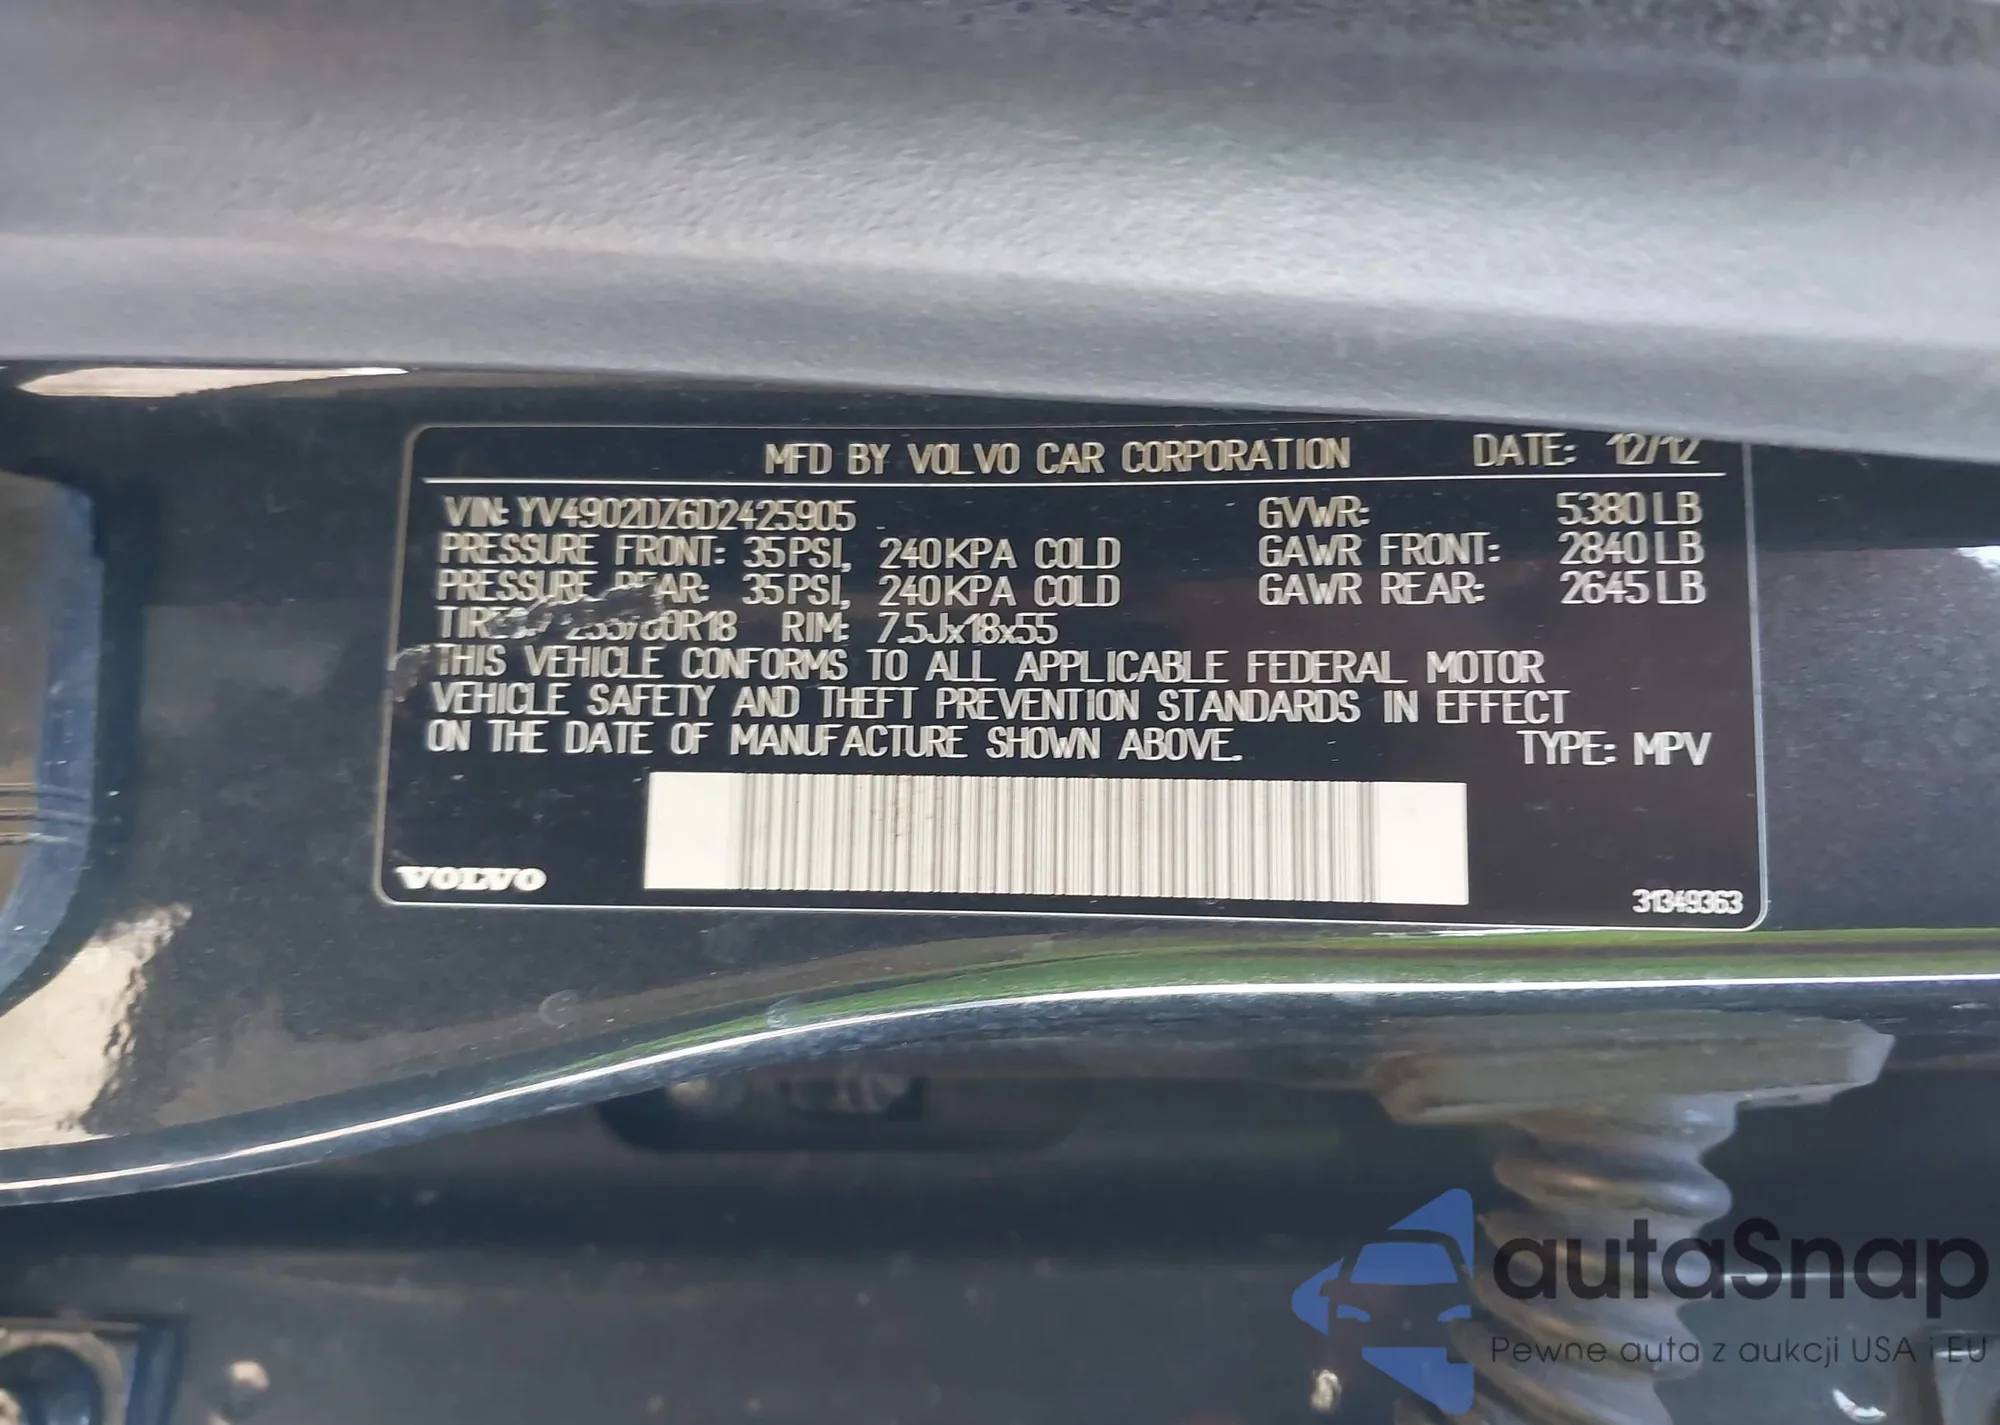 MFD BY VOLVO CAR CORPORATION DATE: 12/12
VIN: YV4902DZ6D2425905 GVWR: 5380 LB
PRESSURE FRONT: 35 PSI, 240 KPA COLD GAWR FRONT: 2840 LB
PRESSURE REAR: 35 PSI, 240 KPA COLD GAWR REAR: 2645 LB
RIM: 7.5Jx18x55
THIS VEHICLE CONFORMS TO ALL APPLICABLE FEDERAL MOTOR
VEHICLE SAFETY AND THEFT PREVENTION STANDARDS IN EFFECT
ON THE DATE OF MANUFACTURE SHOWN ABOVE. TYPE: MPV
VOLVO
31349363
autaSnap
Pewne auta z aukcji USA i EU